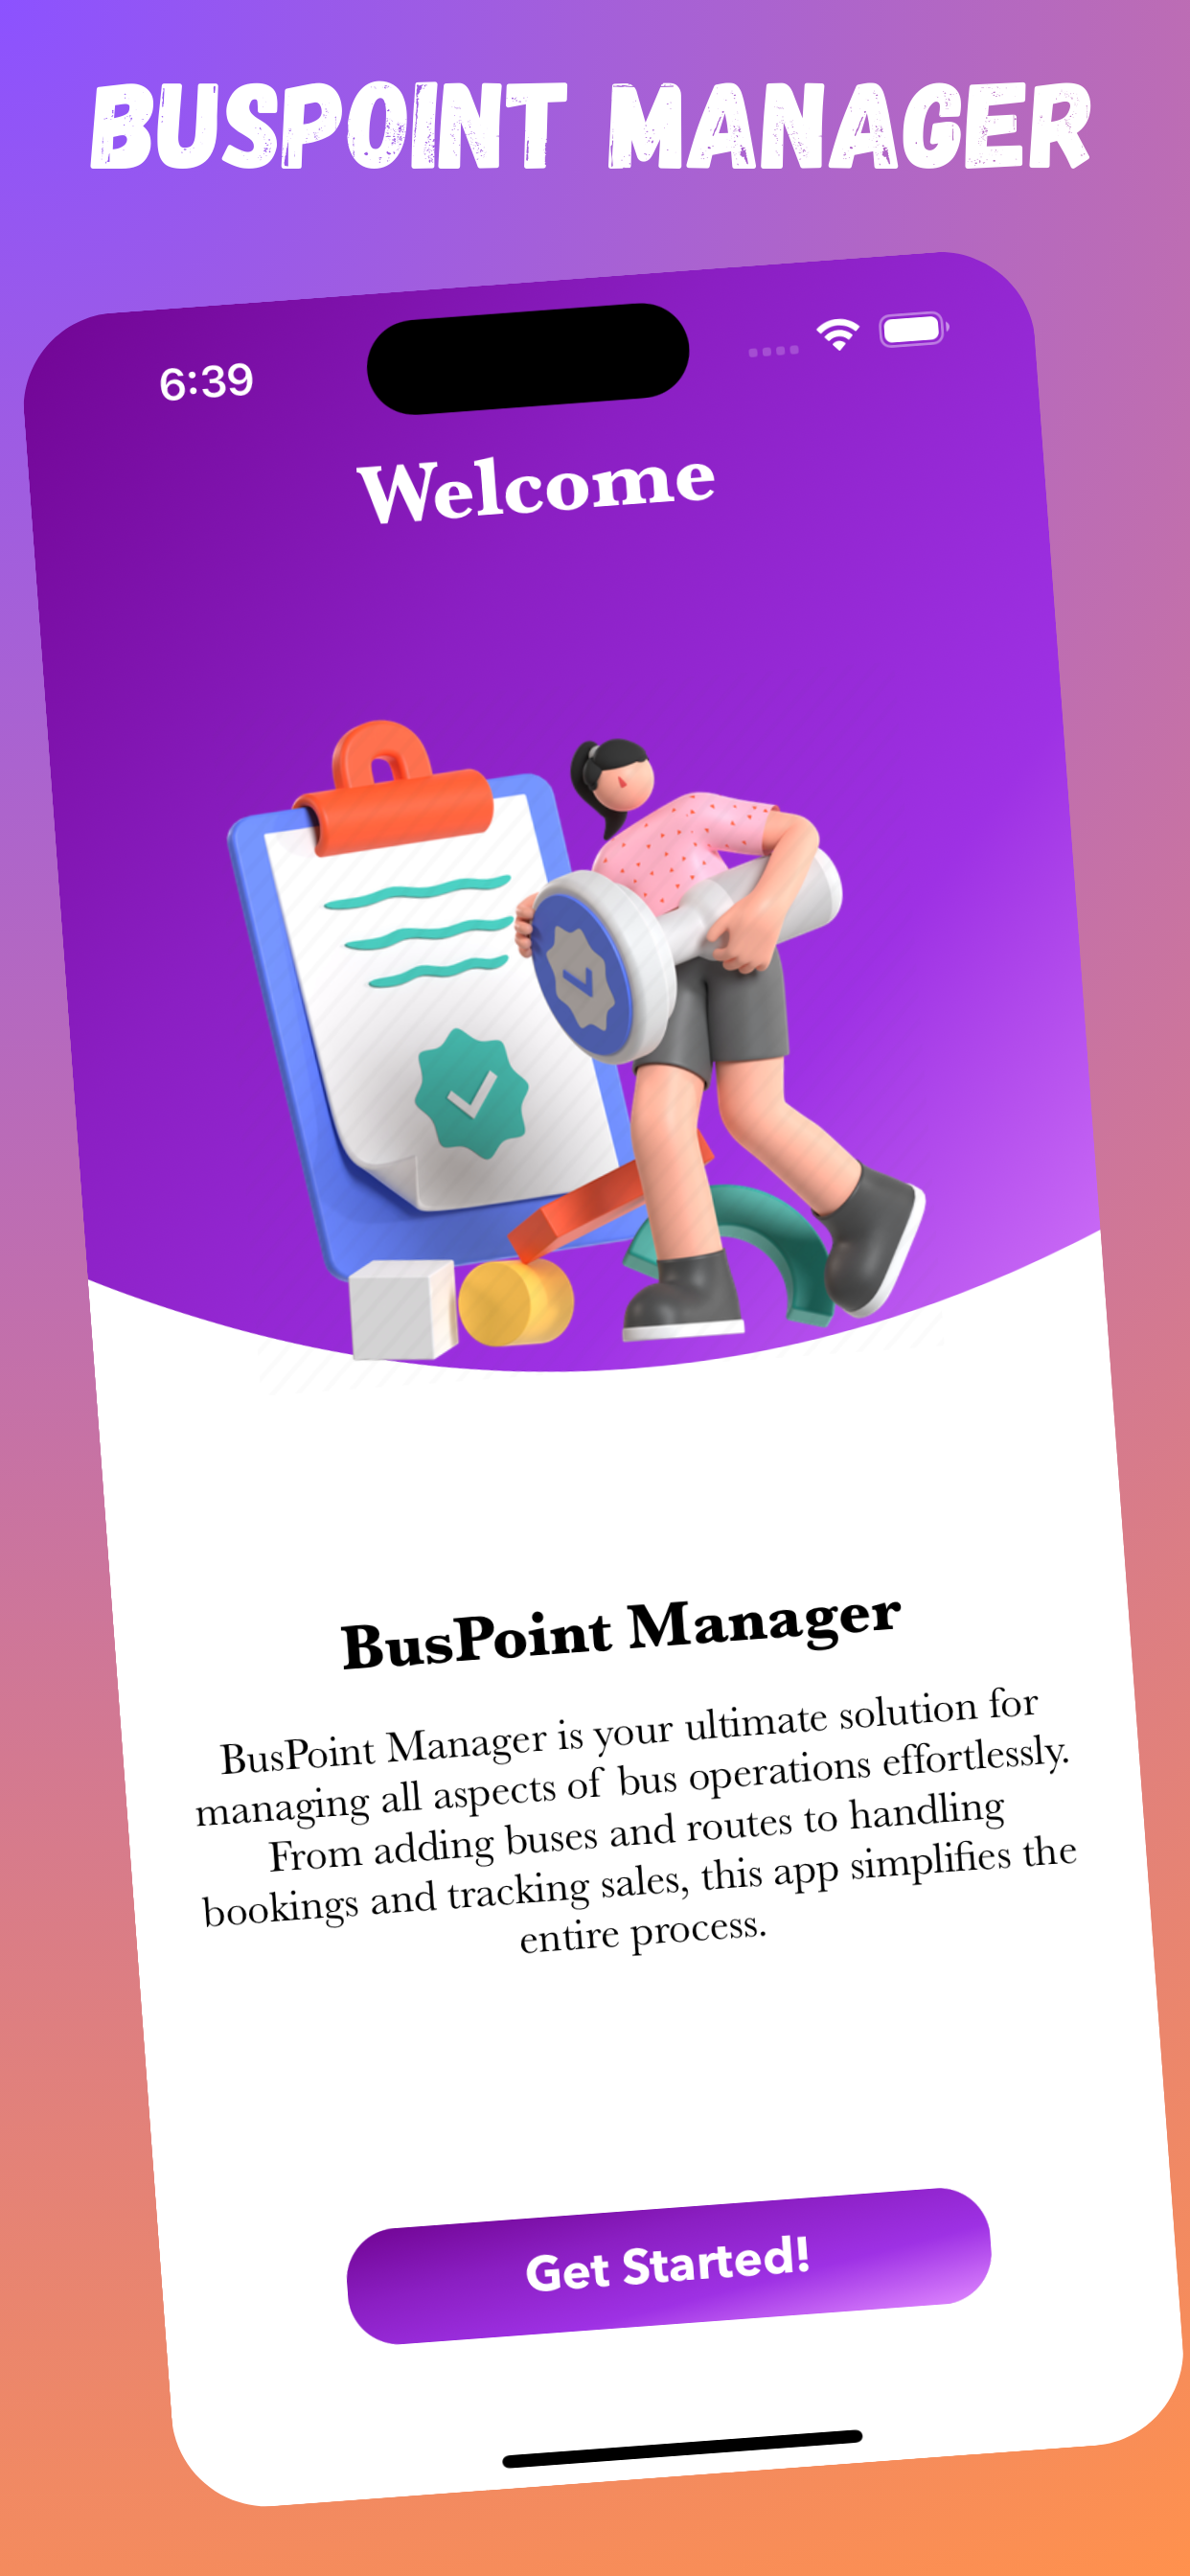 BUSPOINT MANAGER
6:39
Welcome
BusPoint Manager
BusPoint Manager is your ultimate solution for
managing all aspects of bus operations effortlessly.
From adding buses and routes to handling
bookings and tracking sales, this app simplifies the
entire process.
Get Started!